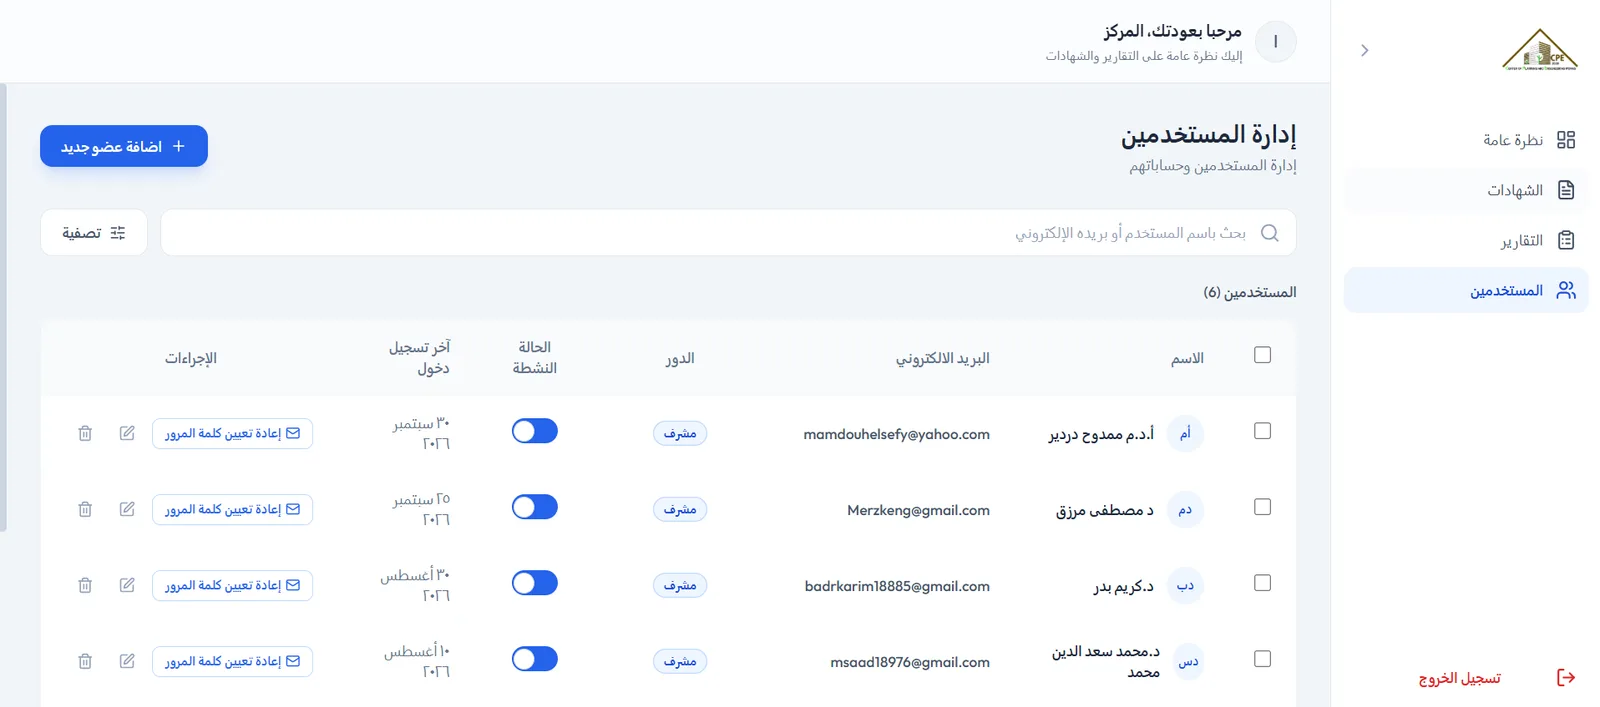 CPE
نظرة عامة
الشهادات
التقارير
المستخدمين
تسجيل الخروج
ا
مرحبا بعودتك، المركز
إليك نظرة عامة على التقارير والشهادات
إدارة المستخدمين
إدارة المستخدمين وحساباتهم
+ اضافة عضو جديد
بحث باسم المستخدم أو بريده الإلكتروني
تصفية
المستخدمين (6)
الاسم
البريد الالكتروني
الدور
الحالة
النشطة
آخر تسجيل
دخول
الإجراءات
أم
أ.د.م ممدوح دردير
mamdouhelsefy@yahoo.com
مشرف
٣٠ سبتمبر
٢٠٢٦
إعادة تعيين كلمة المرور
دم
د مصطفى مرزق
Merzkeng@gmail.com
مشرف
٢٥ سبتمبر
٢٠٢٦
إعادة تعيين كلمة المرور
دب
د.كريم بدر
badrkarim18885@gmail.com
مشرف
٣٠ أغسطس
٢٠٢٦
إعادة تعيين كلمة المرور
دس
د.محمد سعد الدين
محمد
msaad18976@gmail.com
مشرف
١٠ أغسطس
٢٠٢٦
إعادة تعيين كلمة المرور